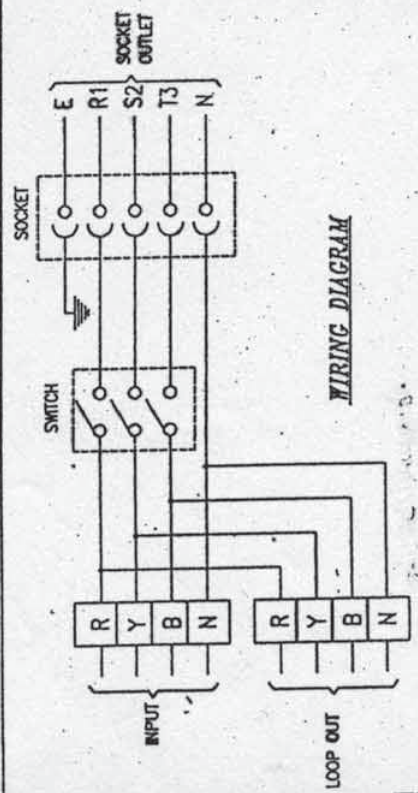 SOCKET
SOCKET
OUTLET
E
R1
S2
T3
N
SWITCH
INPUT
R
Y
B
N
LOOP OUT
R
Y
B
N
WIRING DIAGRAM